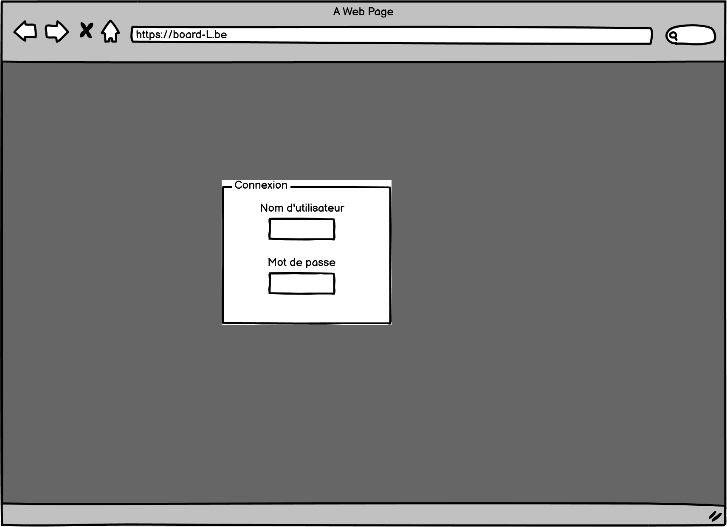 A Web Page
https://board-L.be
Connexion
Nom d'utilisateur
Mot de passe